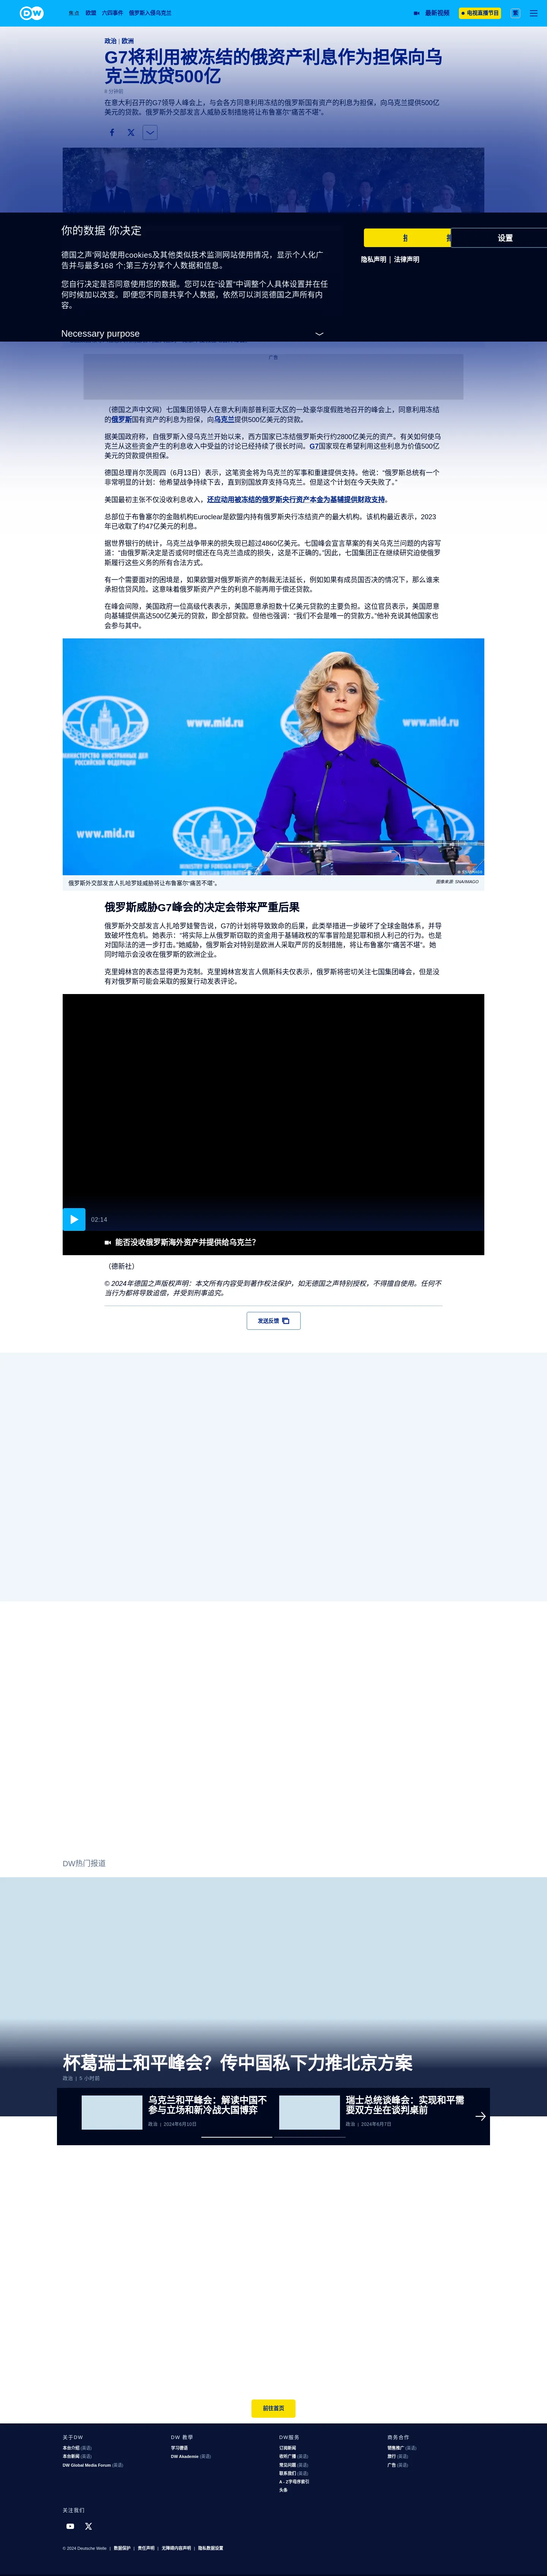 DW
焦点
欧盟
六四事件
俄罗斯入侵乌克兰
最新视频
电视直播节目
繁
政治 | 欧洲
G7将利用被冻结的俄资产利息作为担保向乌
克兰放贷500亿
8 分钟前
在意大利召开的G7领导人峰会上，与会各方同意利用冻结的俄罗斯国有资产的利息为担保，向乌克兰提供500亿
美元的贷款。俄罗斯外交部发言人威胁反制措施将让布鲁塞尔“痛苦不堪”。
你的数据 你决定
德国之声'网站使用cookies及其他类似技术监测网站使用情况，显示个人化广
告并与最多168 个;第三方分享个人数据和信息。
您自行决定是否同意使用您的数据。您可以在“设置”中调整个人具体设置并在任
何时候加以改变。即便您不同意共享个人数据，依然可以浏览德国之声所有内
容。
Necessary purpose
设置
隐私声明 | 法律声明
广告
（德国之声中文网）七国集团领导人在意大利南部普利亚大区的一处豪华度假胜地召开的峰会上，同意利用冻结
的俄罗斯国有资产的利息为担保，向乌克兰提供500亿美元的贷款。
据美国政府称，自俄罗斯入侵乌克兰开始以来，西方国家已冻结俄罗斯央行约2800亿美元的资产。有关如何使乌
克兰从这些资金产生的利息收入中受益的讨论已经持续了很长时间。G7国家现在希望利用这些利息为价值500亿
美元的贷款提供担保。
德国总理肖尔茨周四（6月13日）表示，这笔资金将为乌克兰的军事和重建提供支持。他说：“俄罗斯总统有一个
非常明显的计划：他希望战争持续下去，直到别国放弃支持乌克兰。但是这个计划在今天失败了。”
美国最初主张不仅没收利息收入，还应动用被冻结的俄罗斯央行资产本金为基辅提供财政支持。
总部位于布鲁塞尔的金融机构Euroclear是欧盟内持有俄罗斯央行冻结资产的最大机构。该机构最近表示，2023
年已收取了约47亿美元的利息。
据世界银行的统计，乌克兰战争带来的损失现已超过4860亿美元。七国峰会宣言草案的有关乌克兰问题的内容写
道：“由俄罗斯决定是否或何时偿还在乌克兰造成的损失，这是不正确的。”因此，七国集团正在继续研究迫使俄罗
斯履行这些义务的所有合法方式。
有一个需要面对的困境是，如果欧盟对俄罗斯资产的制裁无法延长，例如如果有成员国否决的情况下，那么谁来
承担信贷风险。这意味着俄罗斯资产产生的利息不能再用于偿还贷款。
在峰会间隙，美国政府一位高级代表表示，美国愿意承担数十亿美元贷款的主要负担。这位官员表示，美国愿意
向基辅提供高达500亿美元的贷款，即全部贷款。但他也强调：“我们不会是唯一的贷款方。”他补充说其他国家也
会参与其中。
www.mid.ru
www.mid.ru
www.mid.ru
www.mid.ru
俄罗斯外交部发言人扎哈罗娃威胁将让布鲁塞尔“痛苦不堪”。
图像来源: SNA/IMAGO
俄罗斯威胁G7峰会的决定会带来严重后果
俄罗斯外交部发言人扎哈罗娃警告说，G7的计划将导致致命的后果，此类举措进一步破坏了全球金融体系，并导
致破坏性危机。她表示：“将实际上从俄罗斯窃取的资金用于基辅政权的军事冒险是犯罪和损人利己的行为。也是
对国际法的进一步打击。”她威胁，俄罗斯会对特别是欧洲人采取严厉的反制措施，将让布鲁塞尔“痛苦不堪”。她
同时暗示会没收在俄罗斯的欧洲企业。
克里姆林宫的表态显得更为克制。克里姆林宫发言人佩斯科夫仅表示，俄罗斯将密切关注七国集团峰会，但是没
有对俄罗斯可能会采取的报复行动发表评论。
02:14
能否没收俄罗斯海外资产并提供给乌克兰？
（德新社）
© 2024年德国之声版权声明：本文所有内容受到著作权法保护，如无德国之声特别授权，不得擅自使用。任何不
当行为都将导致追偿，并受到刑事追究。
发送反馈
DW热门报道
杯葛瑞士和平峰会？传中国私下力推北京方案
政治 | 5 小时前
乌克兰和平峰会：解读中国不
参与立场和新冷战大国博弈
政治 | 2024年6月10日
瑞士总统谈峰会：实现和平需
要双方坐在谈判桌前
政治 | 2024年6月7日
前往首页
关于DW
本台介绍 (英语)
本台新闻 (英语)
DW Global Media Forum (英语)
DW 教学
学习德语
DW Akademie (英语)
DW服务
订阅新闻
收听广播 (英语)
常见问题 (英语)
联系我们 (英语)
A - Z字母序索引
头条
商务合作
销售推广 (英语)
旅行 (英语)
广告 (英语)
关注我们
© 2024 Deutsche Welle | 数据保护 | 责任声明 | 无障碍内容声明 | 隐私数据设置